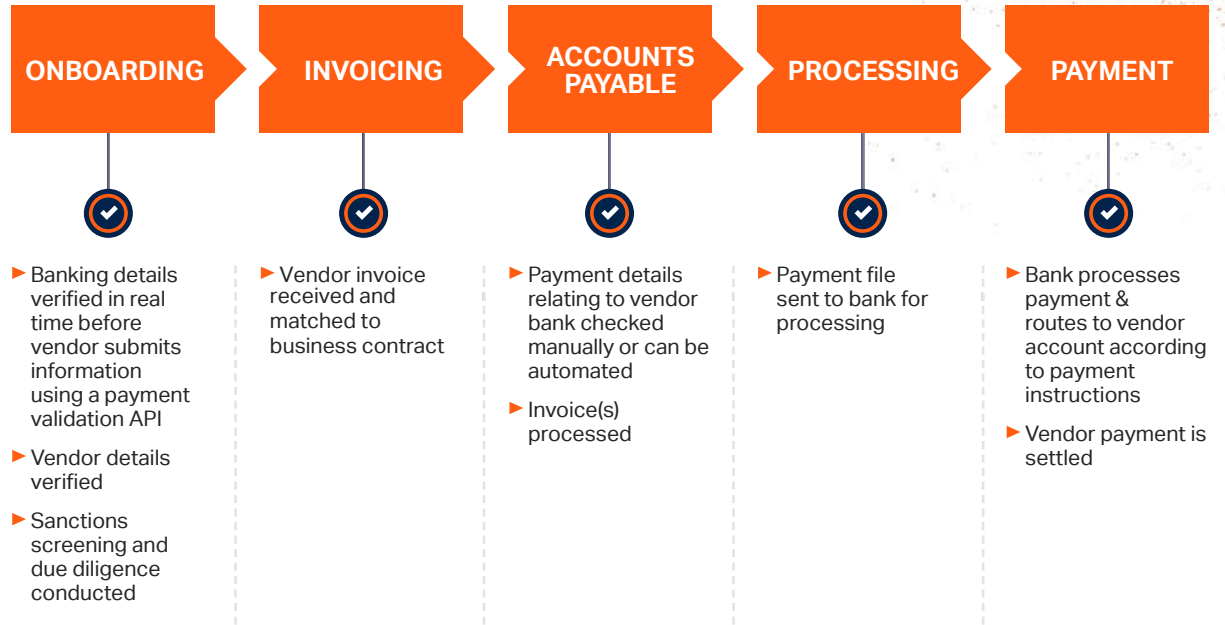 ONBOARDING
INVOICING
ACCOUNTS
PAYABLE
PROCESSING
PAYMENT
Banking details
verified in real
time before
vendor submits
information
using a payment
validation API
Vendor details
verified
Sanctions
screening and
due diligence
conducted
Vendor invoice
received and
matched to
business contract
Payment details
relating to vendor
bank checked
manually or can be
automated
Invoice(s)
processed
Payment file
sent to bank for
processing
Bank processes
payment &
routes to vendor
account according
to payment
instructions
Vendor payment is
settled